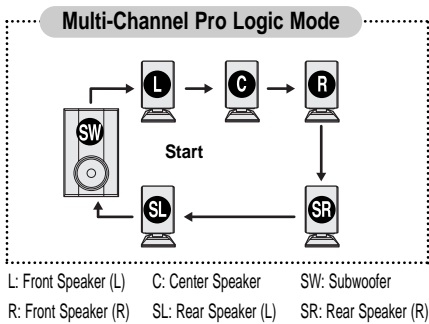 Multi-Channel Pro Logic Mode
L C R
SW
Start
SL SR
L: Front Speaker (L) C: Center Speaker SW: Subwoofer
R: Front Speaker (R) SL: Rear Speaker (L) SR: Rear Speaker (R)